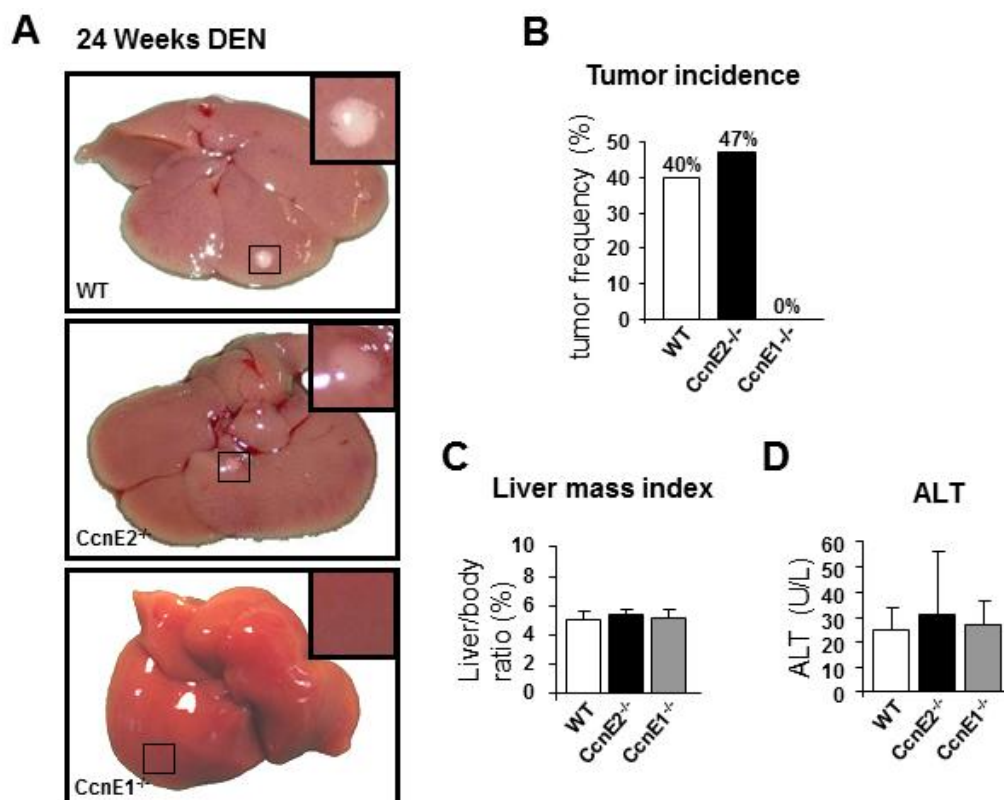 A
24 Weeks DEN
WT
CcnE2-/-
CcnE1-/-
B
Tumor incidence
tumor frequency (%)
50
40
30
20
10
0
40%
47%
0%
WT
CcnE2-/-
CcnE1-/-
C
Liver mass index
Liver/body
ratio (%)
10
8
6
4
2
0
WT
CcnE2-/-
CcnE1-/-
D
ALT
ALT (U/L)
60
50
40
30
20
10
0
WT
CcnE2-/-
CcnE1-/-